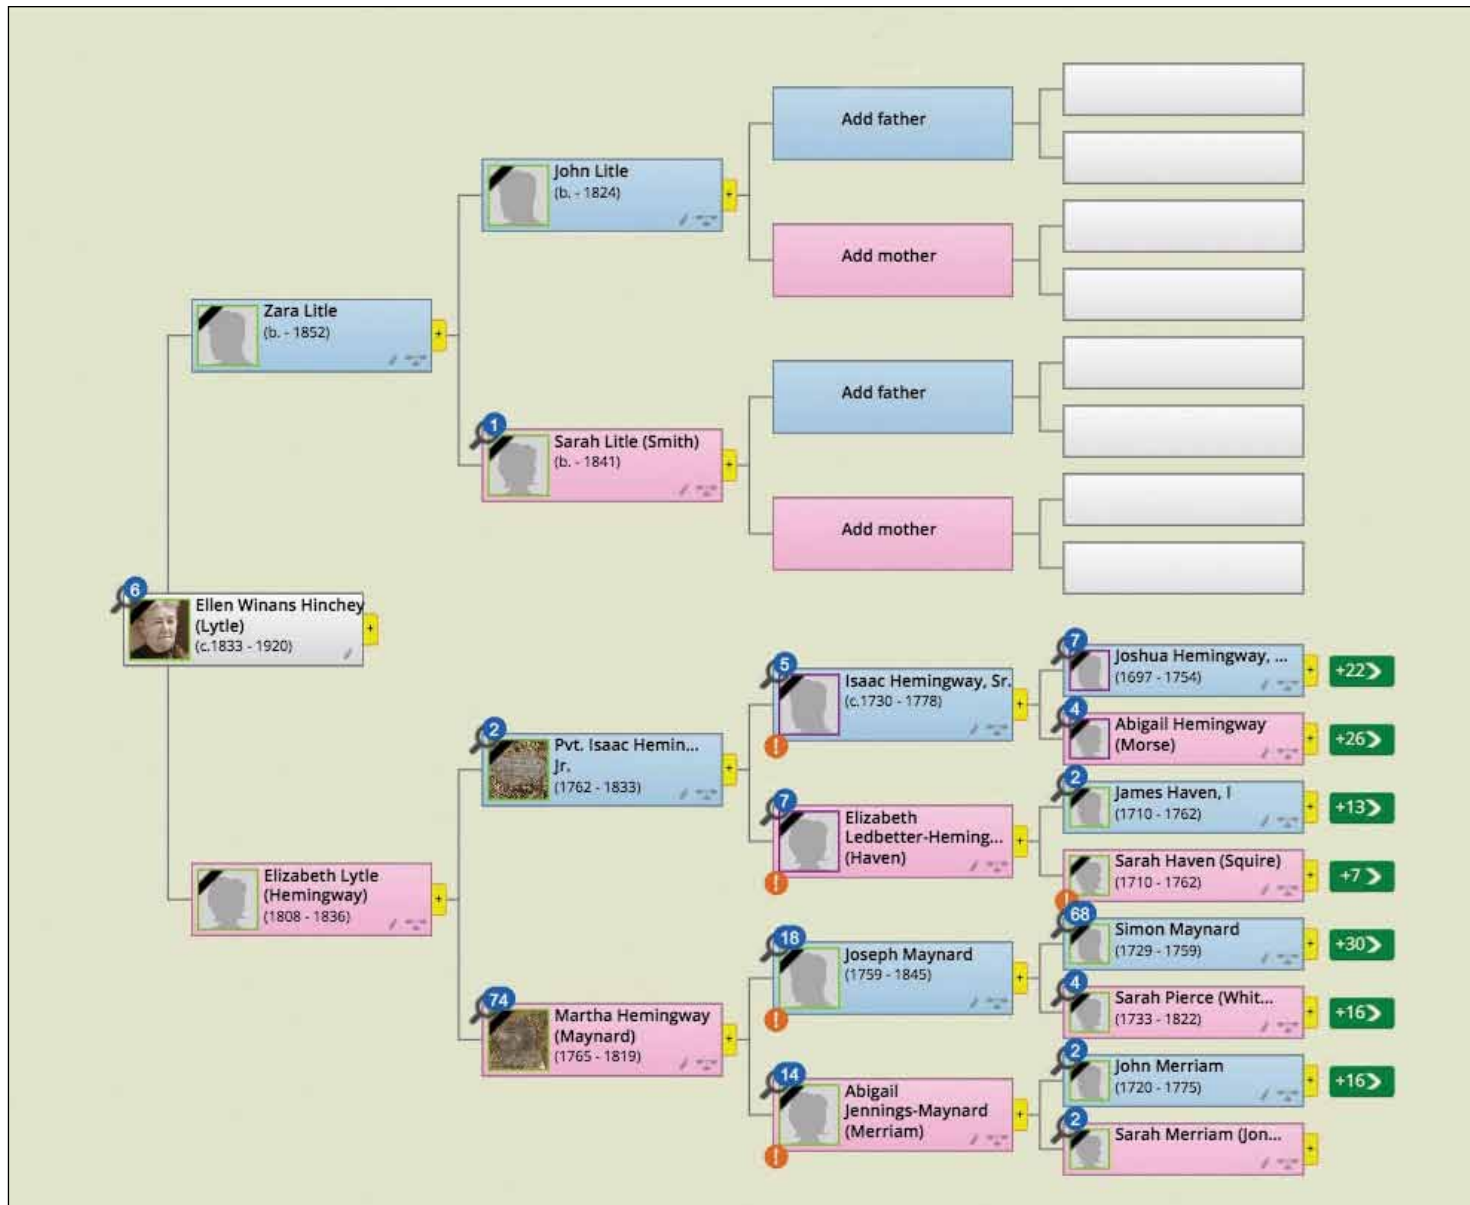 Add father
Add mother
John Litle
(b. - 1824)
Zara Litle
(b. - 1852)
Add father
Add mother
1
Sarah Litle (Smith)
(b. - 1841)
6
Ellen Winans Hinchey
(Lytle)
(c.1833 - 1920)
2
Pvt. Isaac Hemin...
Jr.
(1762 - 1833)
Elizabeth Lytle
(Hemingway)
(1808 - 1836)
74
Martha Hemingway
(Maynard)
(1765 - 1819)
5
Isaac Hemingway, Sr.
(c.1730 - 1778)
!
7
Elizabeth
Ledbetter-Heming...
(Haven)
!
18
Joseph Maynard
(1759 - 1845)
!
14
Abigail
Jennings-Maynard
(Merriam)
!
7
Joshua Hemingway, ...
(1697 - 1754)
+22
4
Abigail Hemingway
(Morse)
+26
2
James Haven, I
(1710 - 1762)
+13
Sarah Haven (Squire)
(1710 - 1762)
!
+7
68
Simon Maynard
(1729 - 1759)
+30
4
Sarah Pierce (Whit...
(1733 - 1822)
+16
2
John Merriam
(1720 - 1775)
+16
2
Sarah Merriam (Jon...